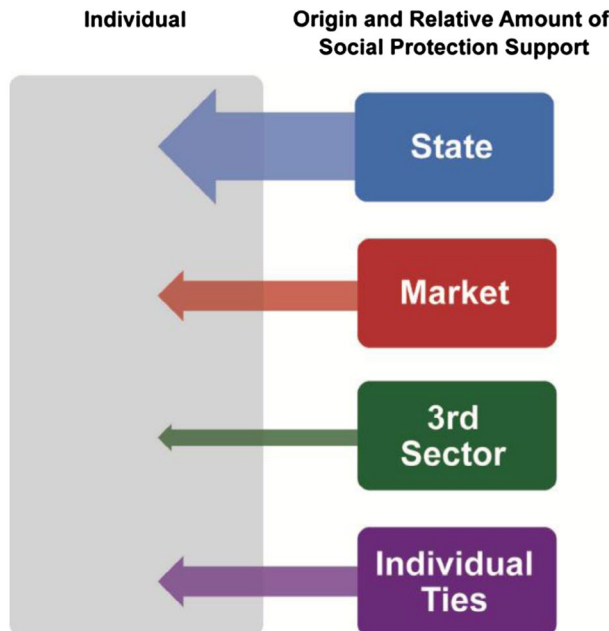 Individual
Origin and Relative Amount of
Social Protection Support
State
Market
3rd
Sector
Individual
Ties